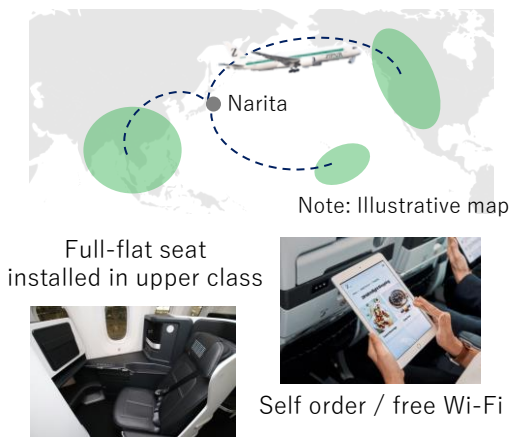 Narita
Note: Illustrative map
Full-flat seat
installed in upper class
Self order / free Wi-Fi